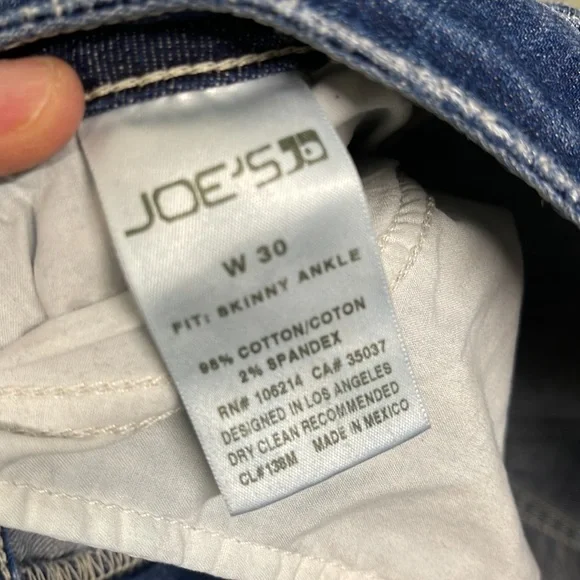 JOE'S
W 30
FIT: SKINNY ANKLE
98% COTTON/COTON
2% SPANDEX
RN# 106214 CA# 35037
DESIGNED IN LOS ANGELES
DRY CLEAN RECOMMENDED
CL#138M MADE IN MEXICO